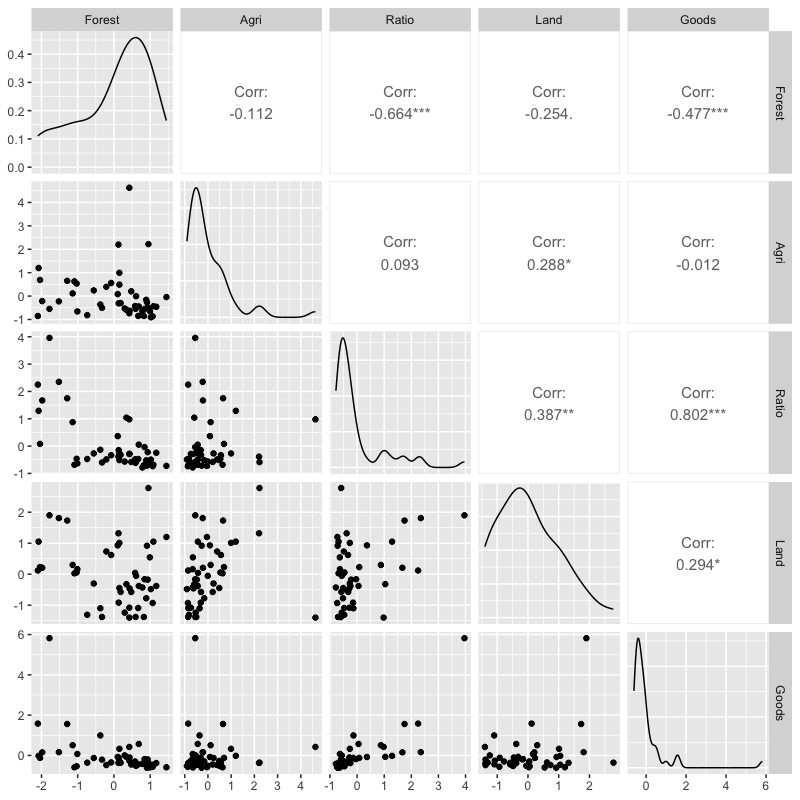 Forest Agri Ratio Land Goods
0.4
0.3
0.2
0.1
0.0
Corr:
-0.112
Corr:
-0.664***
Corr:
-0.254.
Corr:
-0.477***
Forest
4
3
2
1
0
-1
Corr:
0.093
Corr:
0.288*
Corr:
-0.012
Agri
4
3
2
1
0
-1
Corr:
0.387**
Corr:
0.802***
Ratio
2
1
0
-1
Corr:
0.294*
Land
6
4
2
0
Goods
-2 -1 0 1
-1 0 1 2 3 4
-1 0 1 2 3 4
-1 0 1 2
0 2 4 6